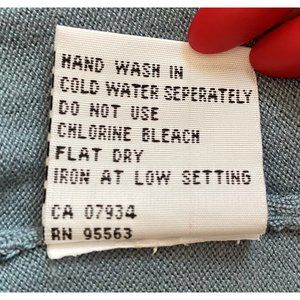 HAND WASH IN
COLD WATER SEPERATELY
DO NOT USE
CHLORINE BLEACH
FLAT DRY
IRON AT LOW SETTING
CA 07934
RN 95563